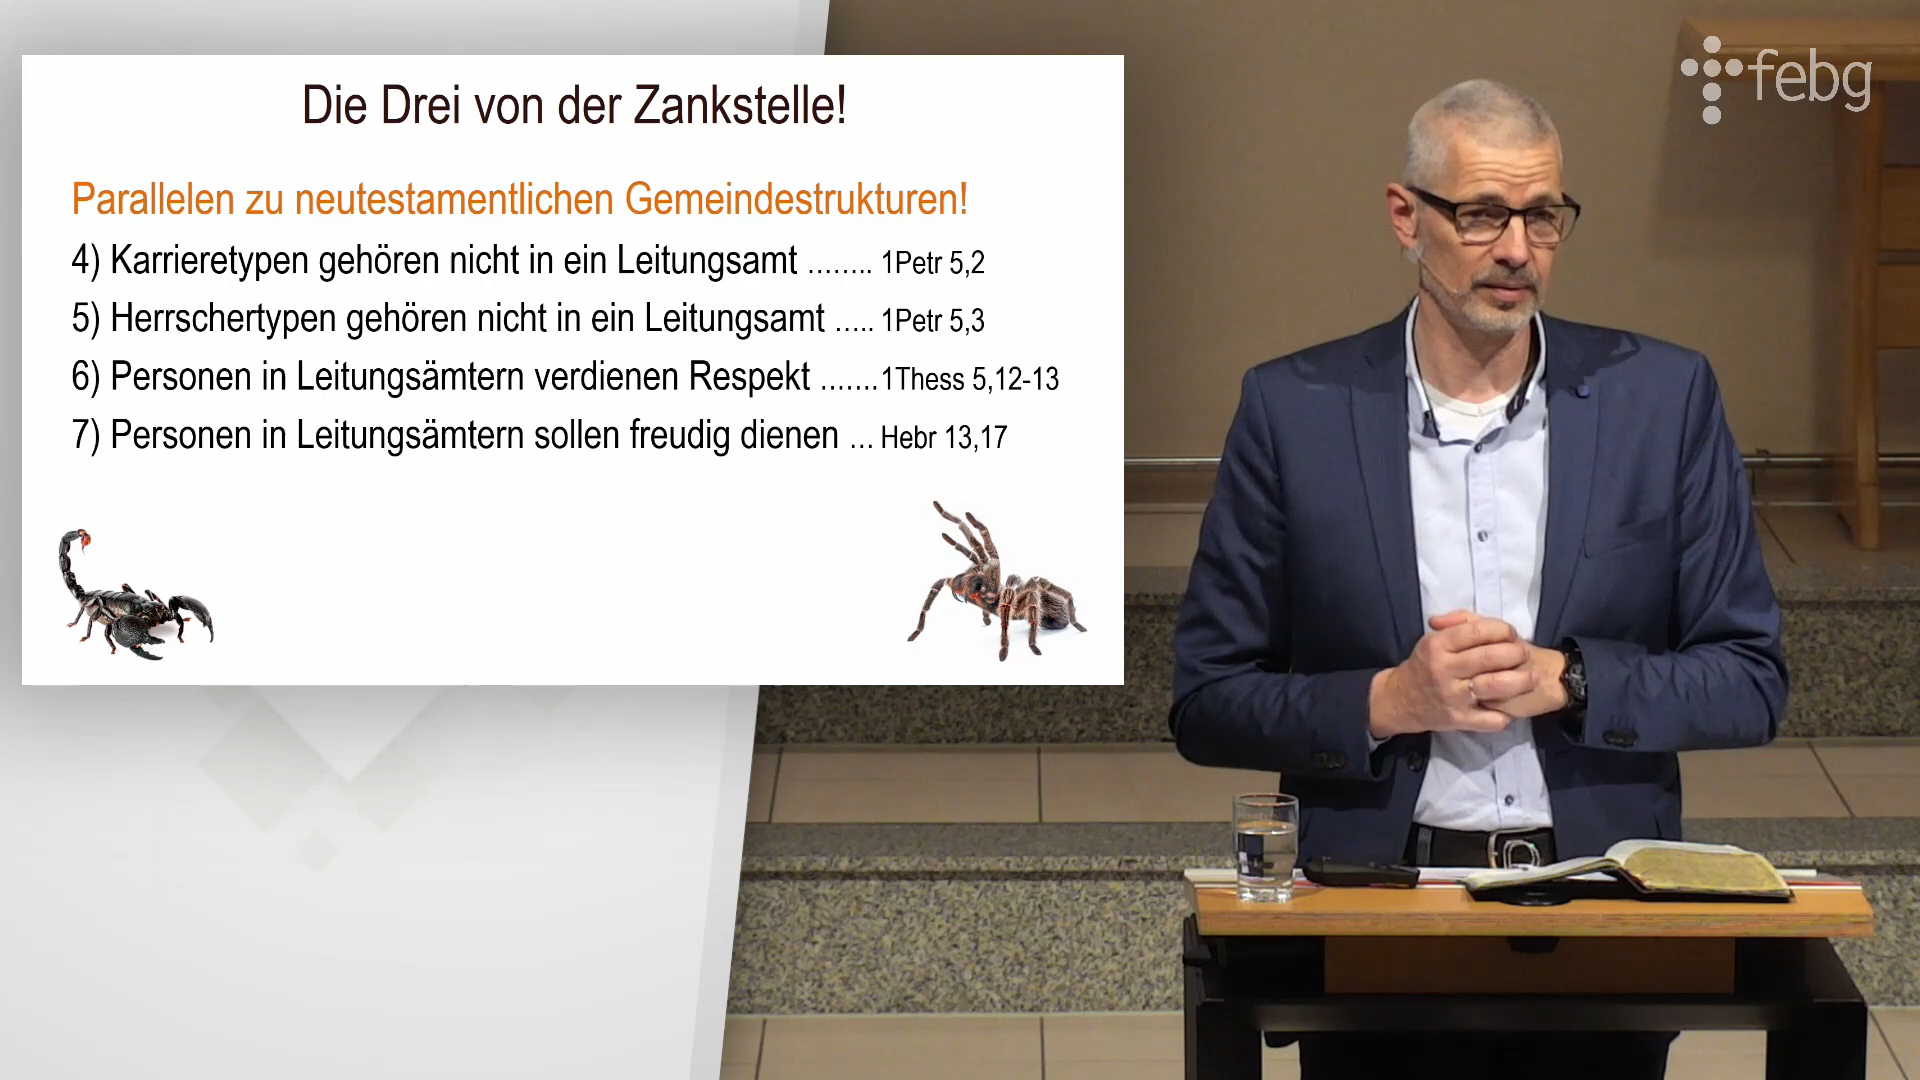 Die Drei von der Zankstelle!
Parallelen zu neutestamentlichen Gemeindestrukturen!
4) Karrieretypen gehören nicht in ein Leitungsamt ........ 1Petr 5,2
5) Herrschertypen gehören nicht in ein Leitungsamt ..... 1Petr 5,3
6) Personen in Leitungsämtern verdienen Respekt .......1Thess 5,12-13
7) Personen in Leitungsämtern sollen freudig dienen ... Hebr 13,17
febg